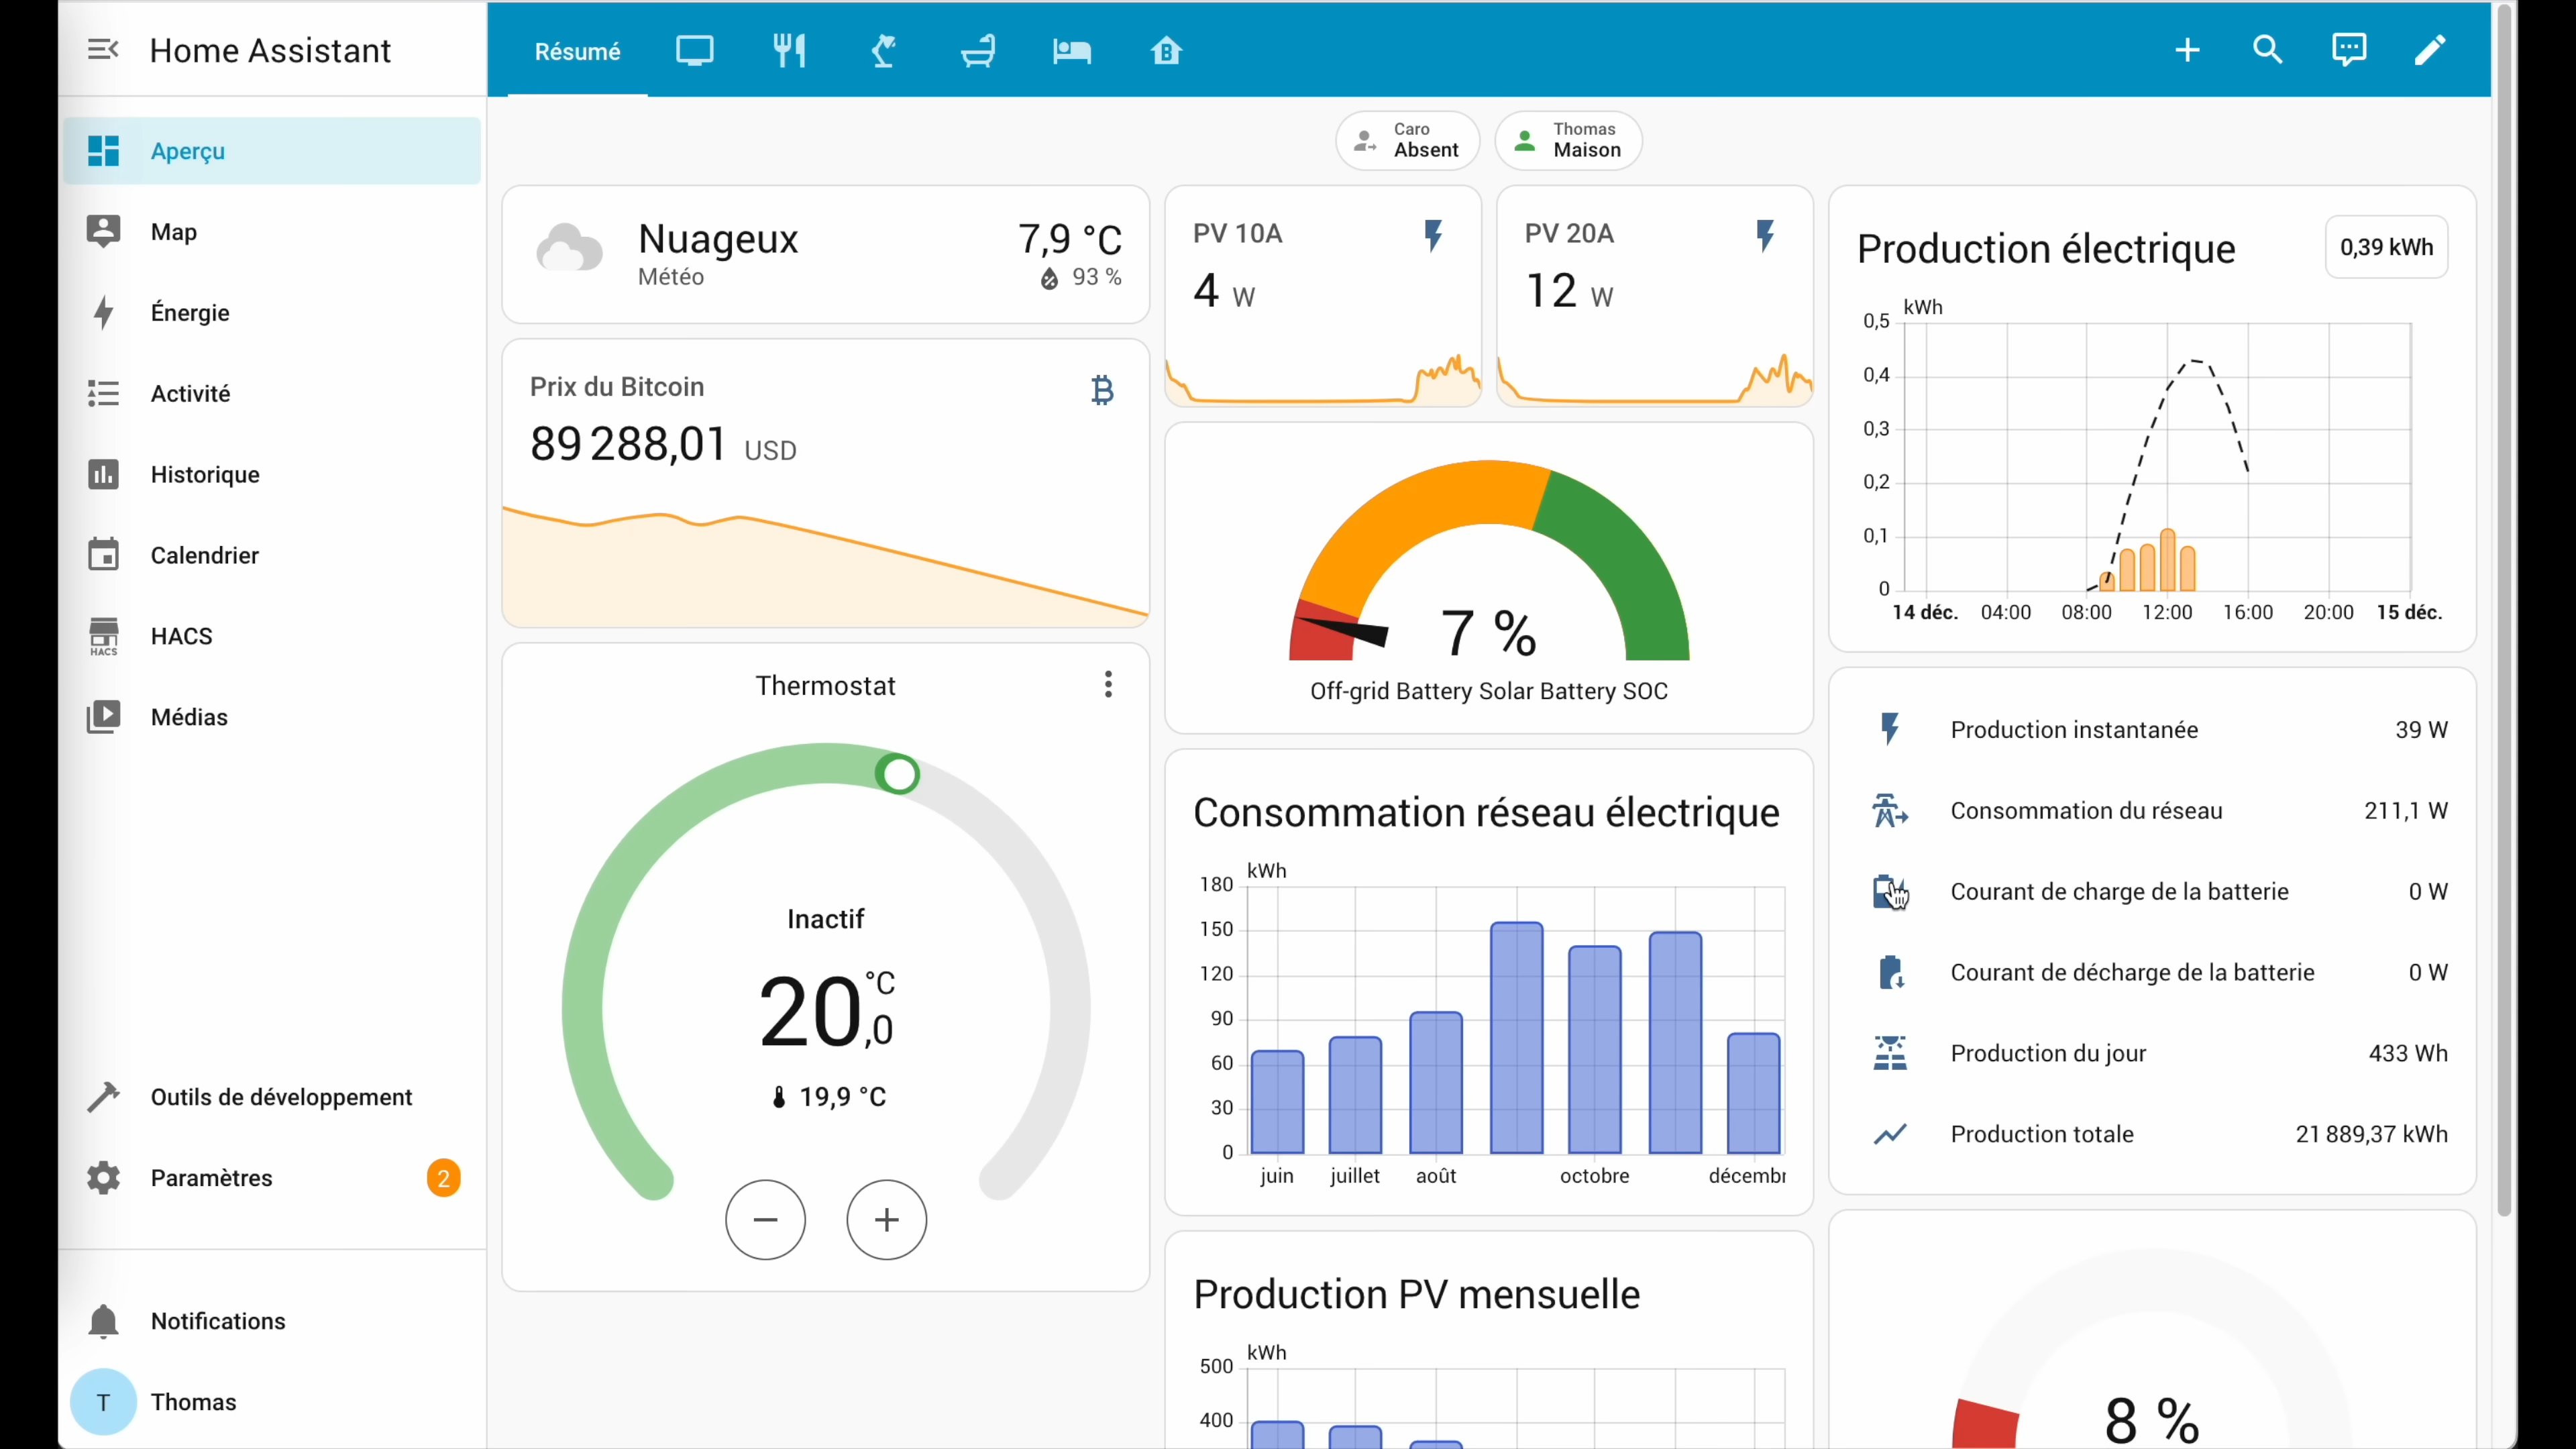 Home Assistant
Aperçu
Map
Énergie
Activité
Historique
Calendrier
HACS
HACS
Médias
Outils de développement
Paramètres
2
Notifications
T
Thomas
Résumé
B
Caro
Absent
Thomas
Maison
Nuageux
Météo
7,9 °C
93 %
Prix du Bitcoin
89 288,01 USD
Thermostat
Inactif
20,0 °C
19,9 °C
PV 10A
4 W
PV 20A
12 W
7 %
Off-grid Battery Solar Battery SOC
Consommation réseau électrique
kWh
180
150
120
90
60
30
0
juin juillet août octobre décembr
Production PV mensuelle
kWh
500
400
Production électrique
0,39 kWh
kWh
0,5
0,4
0,3
0,2
0,1
0
14 déc. 04:00 08:00 12:00 16:00 20:00 15 déc.
Production instantanée 39 W
Consommation du réseau 211,1 W
Courant de charge de la batterie 0 W
Courant de décharge de la batterie 0 W
Production du jour 433 Wh
Production totale 21 889,37 kWh
8 %